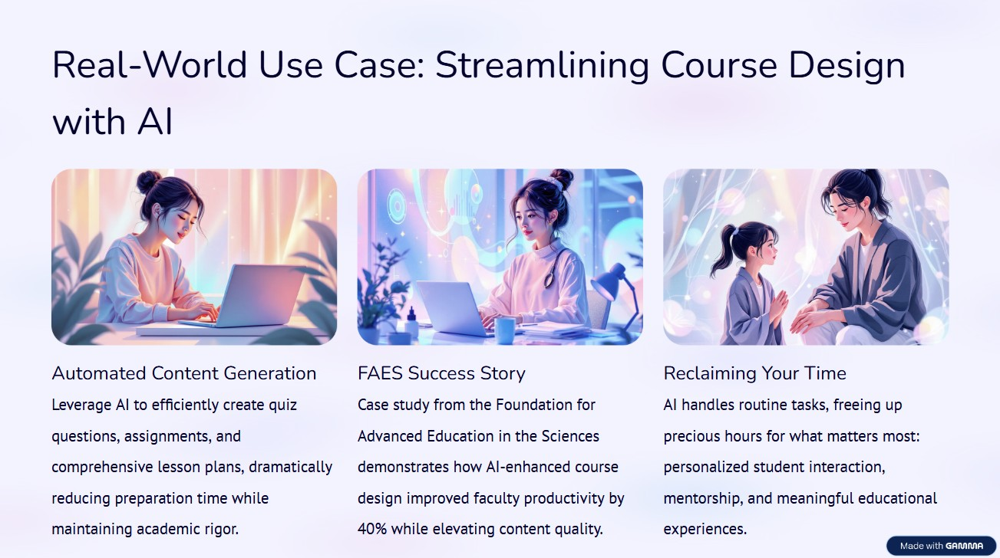 Real-World Use Case: Streamlining Course Design
with AI
Automated Content Generation
Leverage AI to efficiently create quiz
questions, assignments, and
comprehensive lesson plans, dramatically
reducing preparation time while
maintaining academic rigor.
FAES Success Story
Case study from the Foundation for
Advanced Education in the Sciences
demonstrates how AI-enhanced course
design improved faculty productivity by
40% while elevating content quality.
Reclaiming Your Time
AI handles routine tasks, freeing up
precious hours for what matters most:
personalized student interaction,
mentorship, and meaningful educational
experiences.
Made with GAMMA